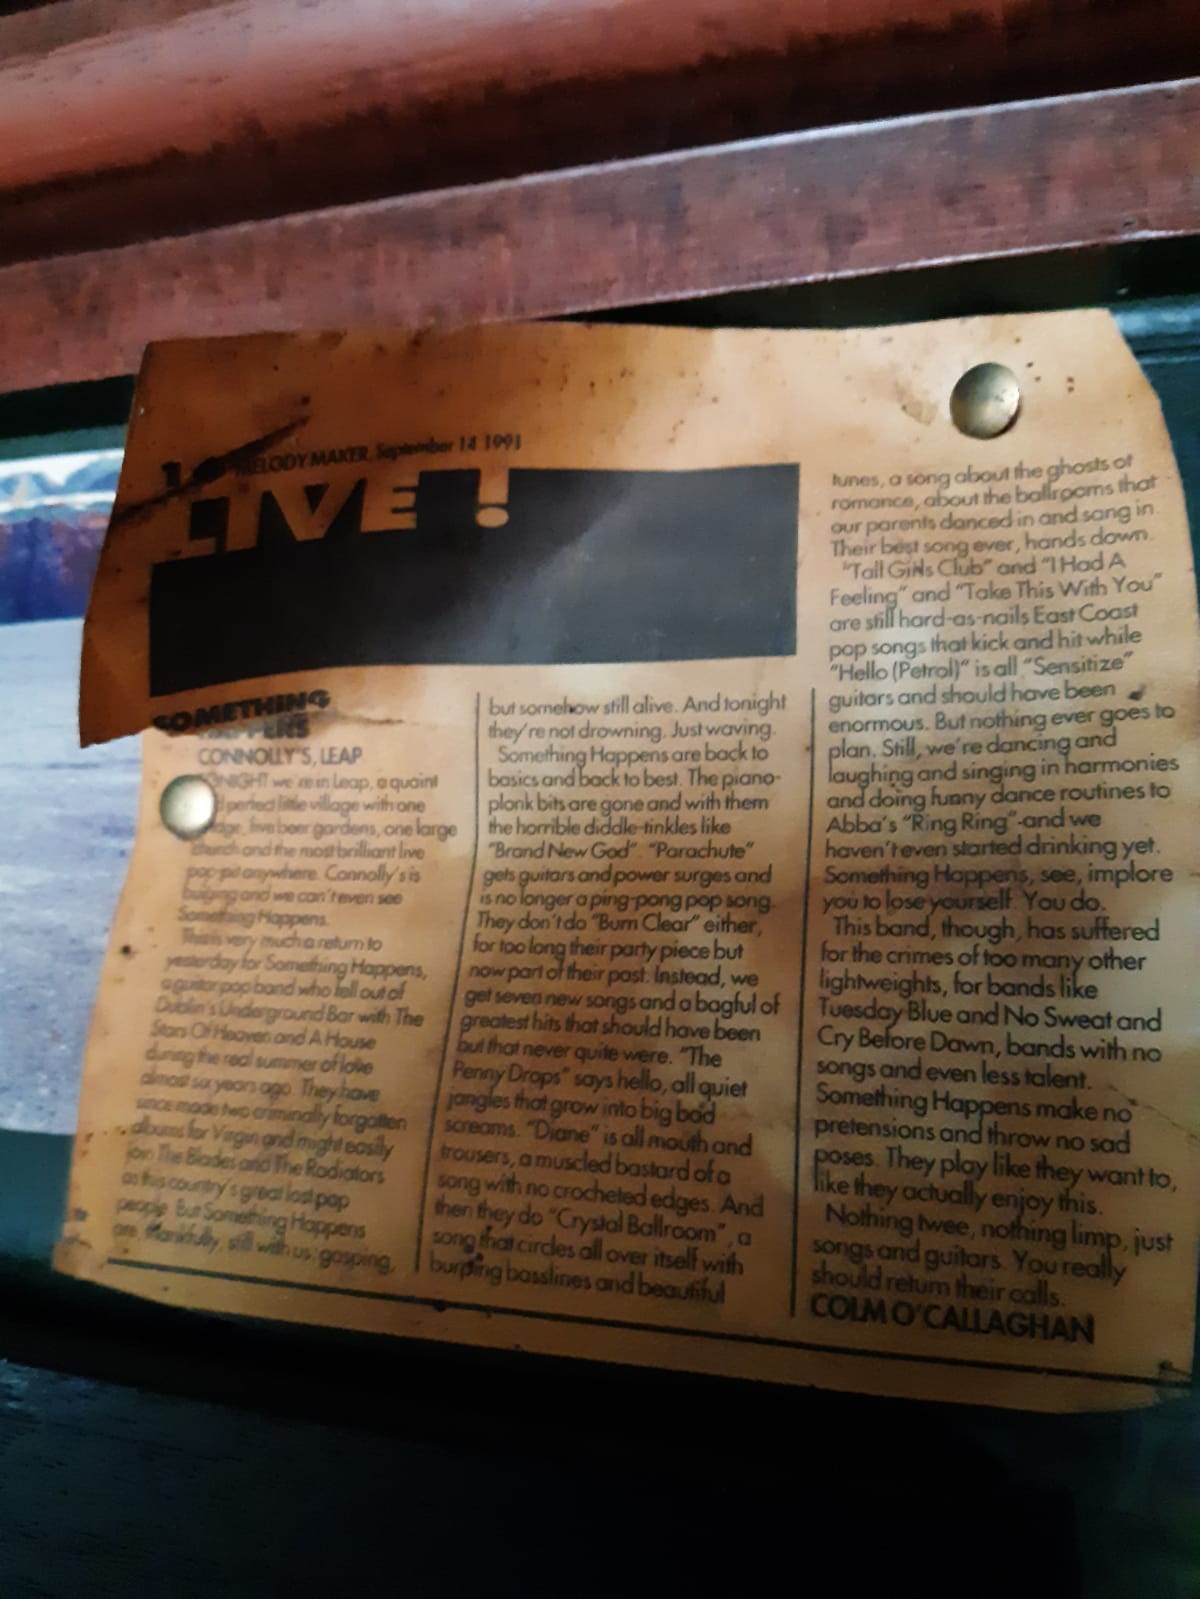 MELODY MAKER, September 14 1991
LIVE!
SOMETHING
HAPPENS
CONNOLLY'S, LEAP
TONIGHT we're in Leap, a quaint
perfect little village with one
five beer gardens, one large
church and the most brilliant live
pop-pit anywhere. Connolly's is
bulging and we can't even see
Something Happens.
This is very much a return to
yesterday for Something Happens,
a guitar pop band who fell out of
Dublin's Underground Bar with The
Stars Of Heaven and A House
during the real summer of love
almost six years ago. They have
since made two criminally forgotten
albums for Virgin and might easily
join The Blades and The Radiators
as this country's great lost pop
people. But Something Happens
are, thankfully, still with us: gasping,
but somehow still alive. And tonight
they're not drowning. Just waving.
Something Happens are back to
basics and back to best. The piano-
plonk bits are gone and with them
the horrible diddle-tinkles like
"Brand New God". "Parachute"
gets guitars and power surges and
is no longer a ping-pong pop song.
They don't do "Burn Clear" either,
for too long their party piece but
now part of their past. Instead, we
get seven new songs and a bagful of
greatest hits that should have been
but that never quite were. "The
Penny Drops" says hello, all quiet
jangles that grow into big bad
screams. "Diane" is all mouth and
trousers, a muscled bastard of a
song with no crocheted edges. And
then they do "Crystal Ballroom", a
song that circles all over itself with
burping basslines and beautiful
tunes, a song about the ghosts of
romance, about the ballrooms that
our parents danced in and sang in.
Their best song ever, hands down.
"Tall Girls Club" and "I Had A
Feeling" and "Take This With You"
are still hard-as-nails East Coast
pop songs that kick and hit while
"Hello (Petrol)" is all "Sensitize"
guitars and should have been
enormous. But nothing ever goes to
plan. Still, we're dancing and
laughing and singing in harmonies
and doing funny dance routines to
Abba's "Ring Ring"-and we
haven't even started drinking yet.
Something Happens, see, implore
you to lose yourself. You do.
This band, though, has suffered
for the crimes of too many other
lightweights, for bands like
Tuesday Blue and No Sweat and
Cry Before Dawn, bands with no
songs and even less talent.
Something Happens make no
pretensions and throw no sad
poses. They play like they want to,
like they actually enjoy this.
Nothing twee, nothing limp, just
songs and guitars. You really
should return their calls.
COLM O'CALLAGHAN